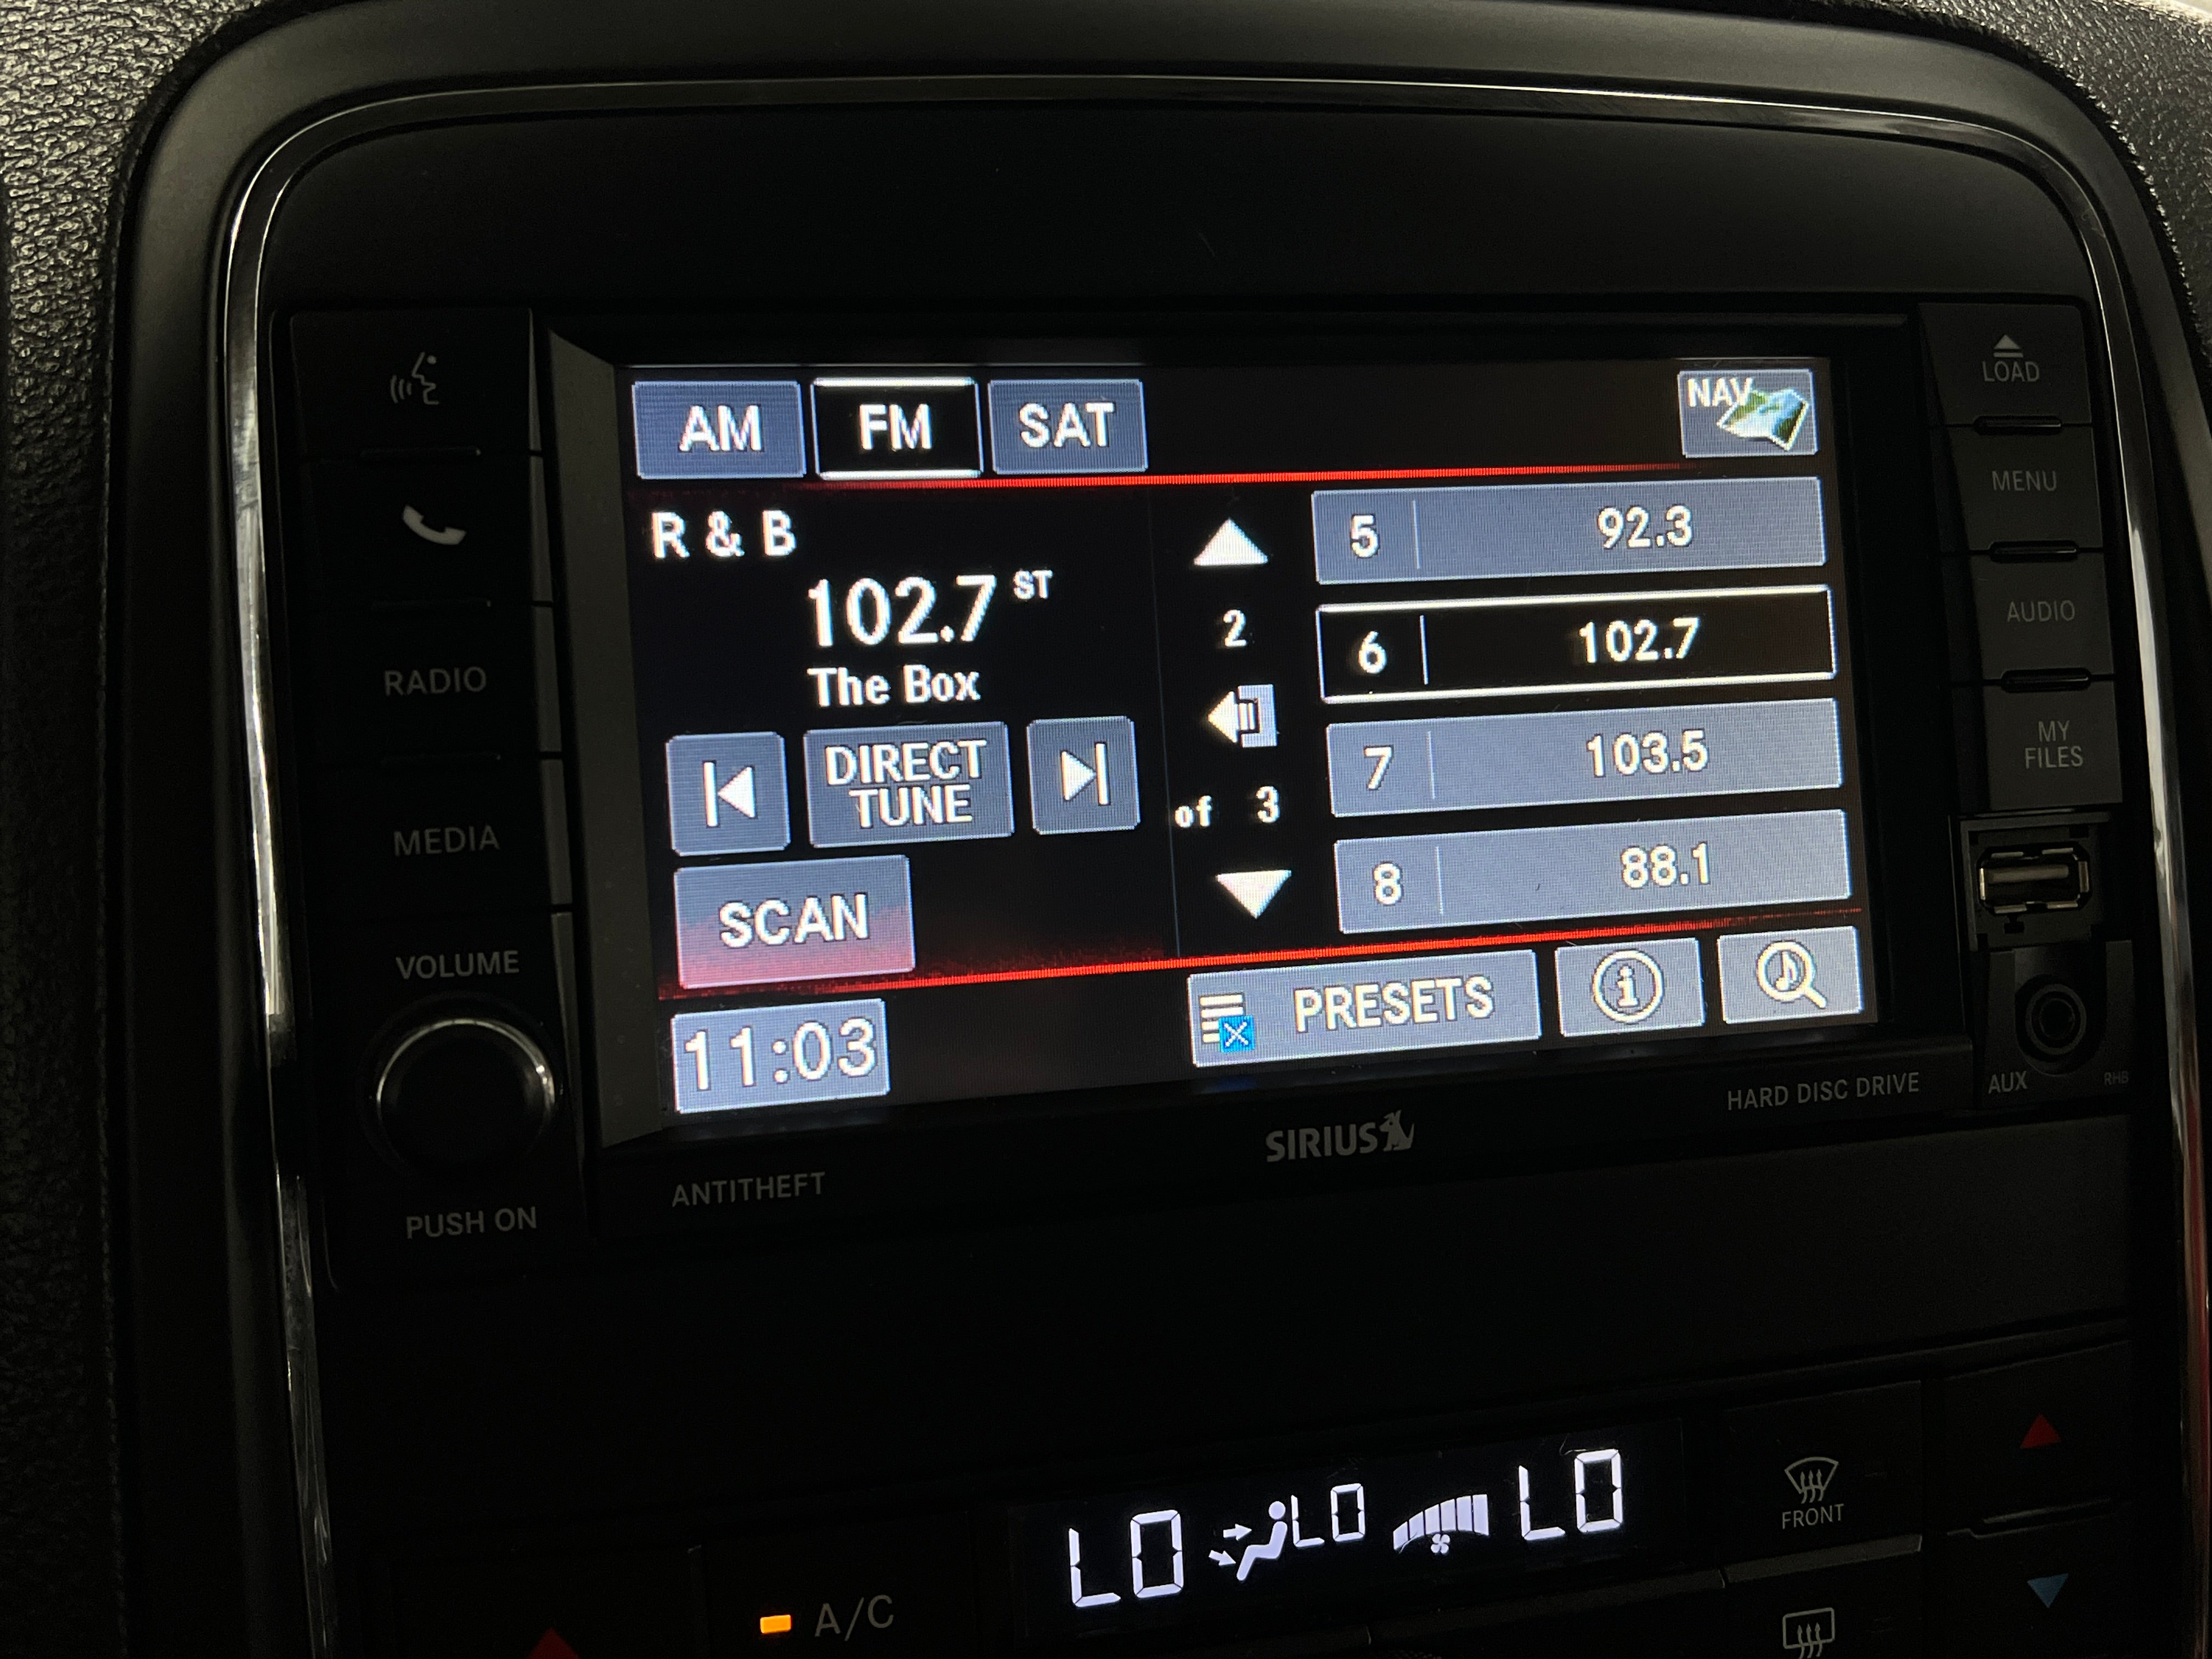 AM FM SAT NAV
R & B
102.7 ST
The Box
DIRECT
TUNE
SCAN
11:03
2
of 3
5 92.3
6 102.7
7 103.5
8 88.1
PRESETS
RADIO
MEDIA
VOLUME
PUSH ON
LOAD
MENU
AUDIO
MY
FILES
AUX
RHB
HARD DISC DRIVE
SIRIUS
ANTITHEFT
LO LO LO
FRONT
A/C